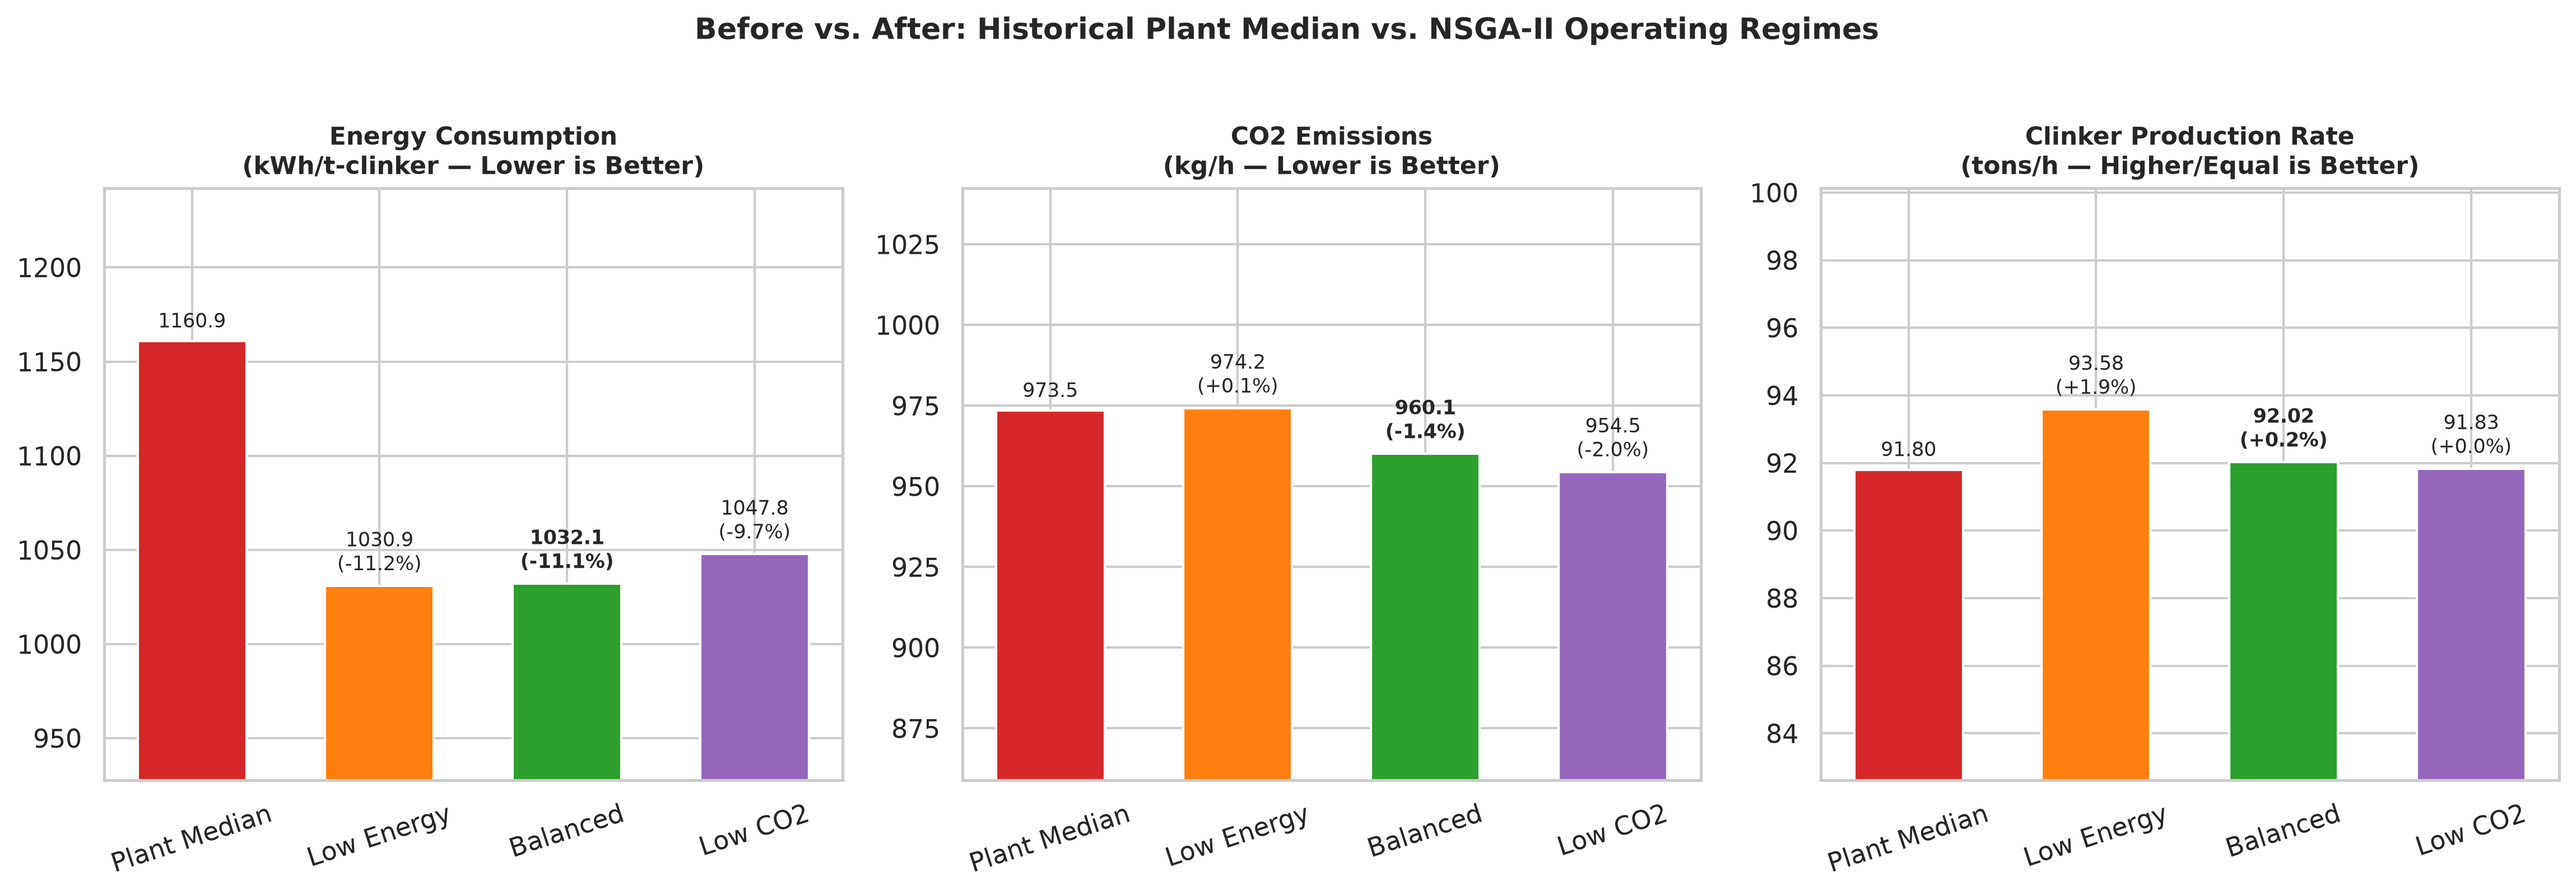 Before vs. After: Historical Plant Median vs. NSGA-II Operating Regimes
Energy Consumption
(kWh/t-clinker — Lower is Better)
1200
1150
1100
1050
1000
950
1160.9
1030.9
(-11.2%)
1032.1
(-11.1%)
1047.8
(-9.7%)
Plant Median
Low Energy
Balanced
Low CO2
CO2 Emissions
(kg/h — Lower is Better)
1025
1000
975
950
925
900
875
973.5
974.2
(+0.1%)
960.1
(-1.4%)
954.5
(-2.0%)
Plant Median
Low Energy
Balanced
Low CO2
Clinker Production Rate
(tons/h — Higher/Equal is Better)
100
98
96
94
92
90
88
86
84
91.80
93.58
(+1.9%)
92.02
(+0.2%)
91.83
(+0.0%)
Plant Median
Low Energy
Balanced
Low CO2